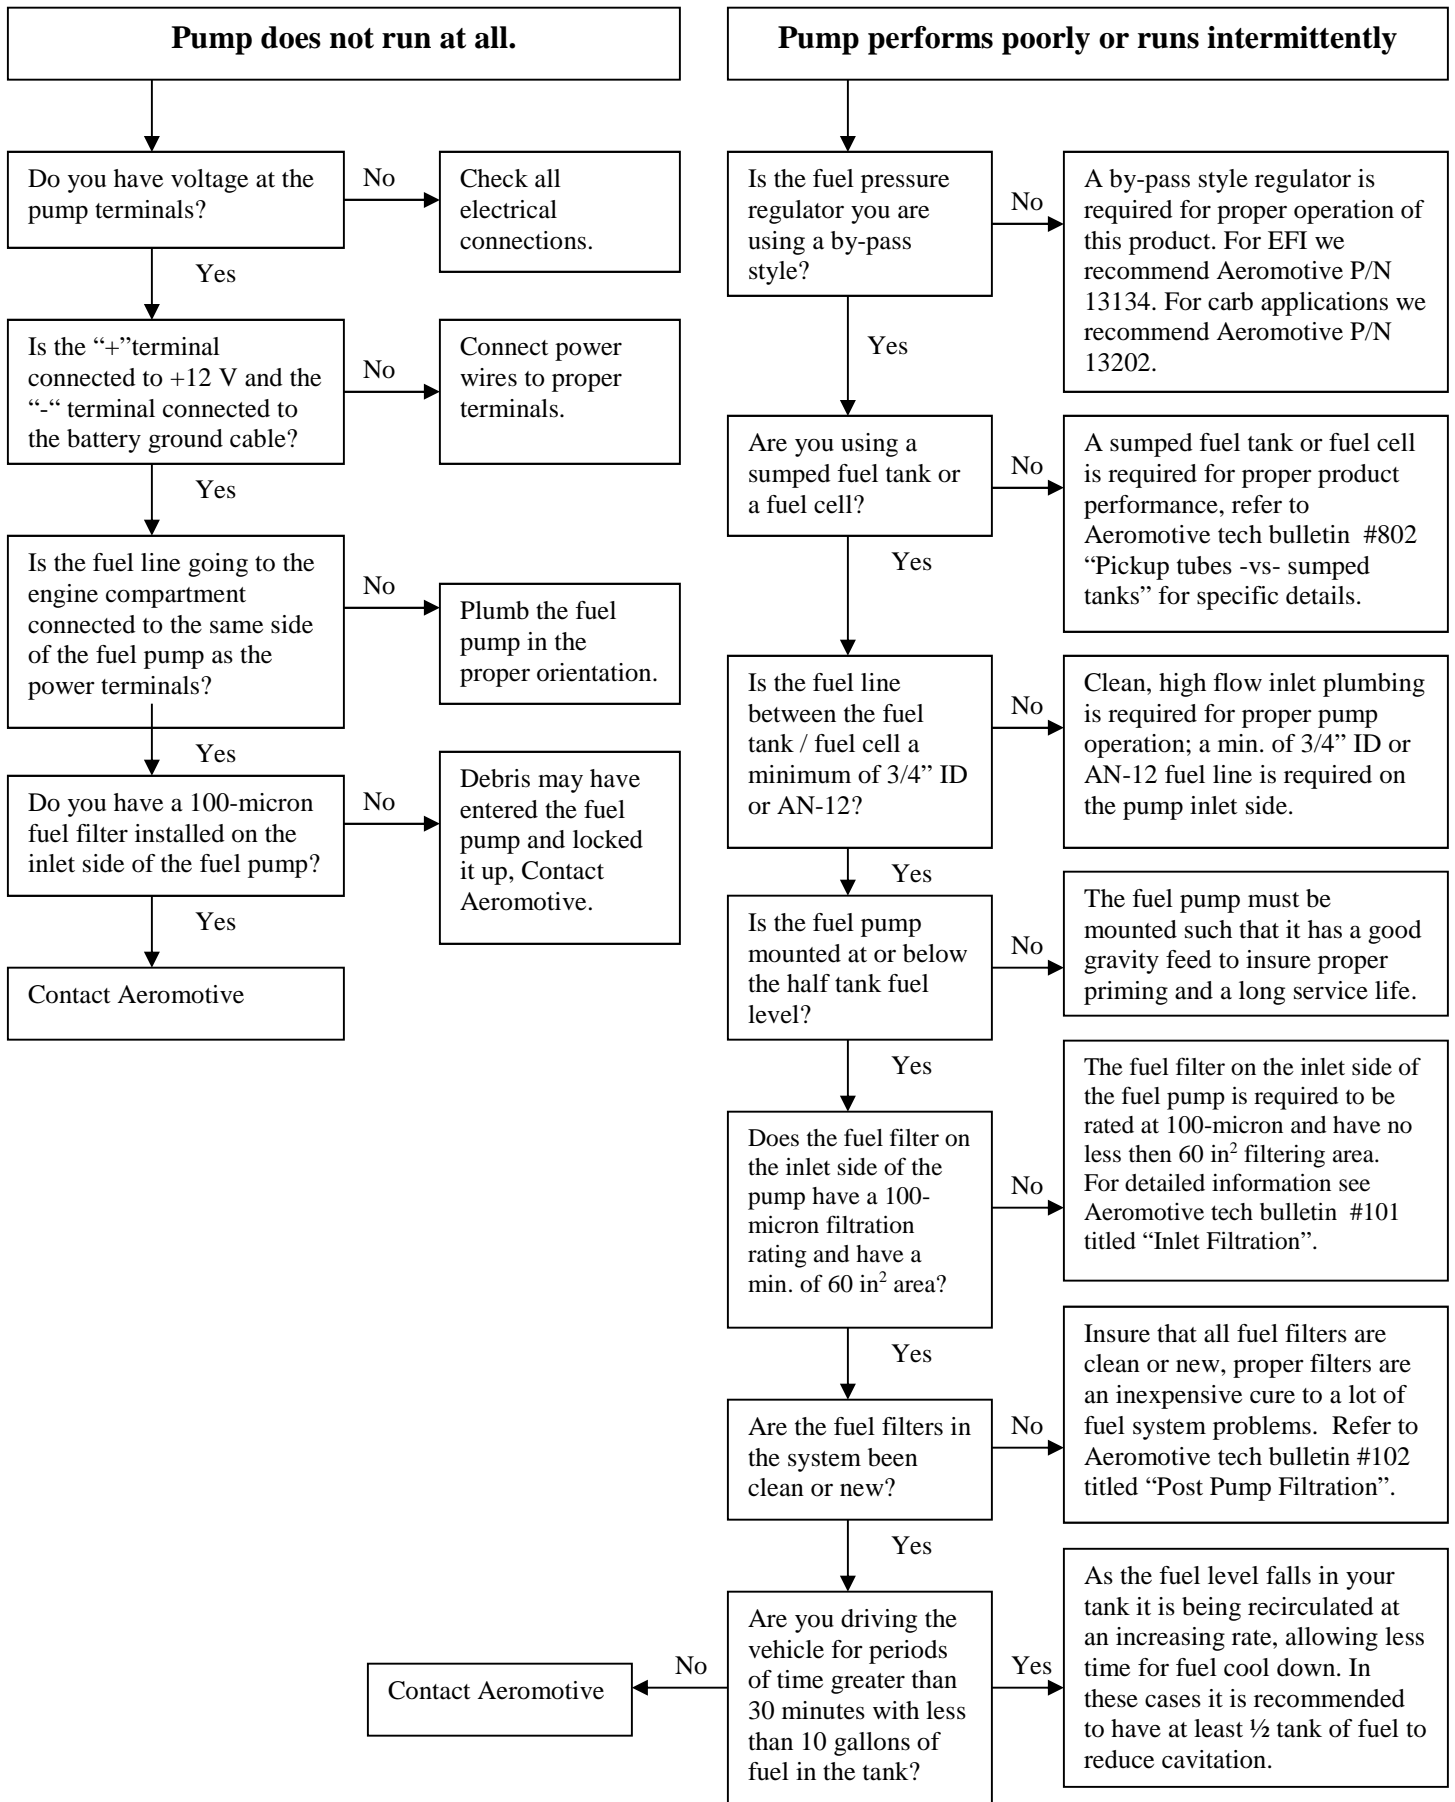 Pump does not run at all.
Do you have voltage at the
pump terminals?
No
Check all
electrical
connections.
Yes
Is the “+”terminal
connected to +12 V and the
“-“ terminal connected to
the battery ground cable?
No
Connect power
wires to proper
terminals.
Yes
Is the fuel line going to the
engine compartment
connected to the same side
of the fuel pump as the
power terminals?
No
Plumb the fuel
pump in the
proper orientation.
Yes
Do you have a 100-micron
fuel filter installed on the
inlet side of the fuel pump?
No
Debris may have
entered the fuel
pump and locked
it up, Contact
Aeromotive.
Yes
Contact Aeromotive
Pump performs poorly or runs intermittently
Is the fuel pressure
regulator you are
using a by-pass
style?
No
A by-pass style regulator is
required for proper operation of
this product. For EFI we
recommend Aeromotive P/N
13134. For carb applications we
recommend Aeromotive P/N
13202.
Yes
Are you using a
sumped fuel tank or
a fuel cell?
No
A sumped fuel tank or fuel cell
is required for proper product
performance, refer to
Aeromotive tech bulletin  #802
“Pickup tubes -vs- sumped
tanks” for specific details.
Yes
Is the fuel line
between the fuel
tank / fuel cell a
minimum of 3/4” ID
or AN-12?
No
Clean, high flow inlet plumbing
is required for proper pump
operation; a min. of 3/4” ID or
AN-12 fuel line is required on
the pump inlet side.
Yes
Is the fuel pump
mounted at or below
the half tank fuel
level?
No
The fuel pump must be
mounted such that it has a good
gravity feed to insure proper
priming and a long service life.
Yes
Does the fuel filter on
the inlet side of the
pump have a 100-
micron filtration
rating and have a
min. of 60 in² area?
No
The fuel filter on the inlet side of
the fuel pump is required to be
rated at 100-micron and have no
less then 60 in² filtering area.
For detailed information see
Aeromotive tech bulletin  #101
titled “Inlet Filtration”.
Yes
Are the fuel filters in
the system been
clean or new?
No
Insure that all fuel filters are
clean or new, proper filters are
an inexpensive cure to a lot of
fuel system problems.  Refer to
Aeromotive tech bulletin #102
titled “Post Pump Filtration”.
Yes
Are you driving the
vehicle for periods
of time greater than
30 minutes with less
than 10 gallons of
fuel in the tank?
No
Contact Aeromotive
Yes
As the fuel level falls in your
tank it is being recirculated at
an increasing rate, allowing less
time for fuel cool down. In
these cases it is recommended
to have at least ½ tank of fuel to
reduce cavitation.